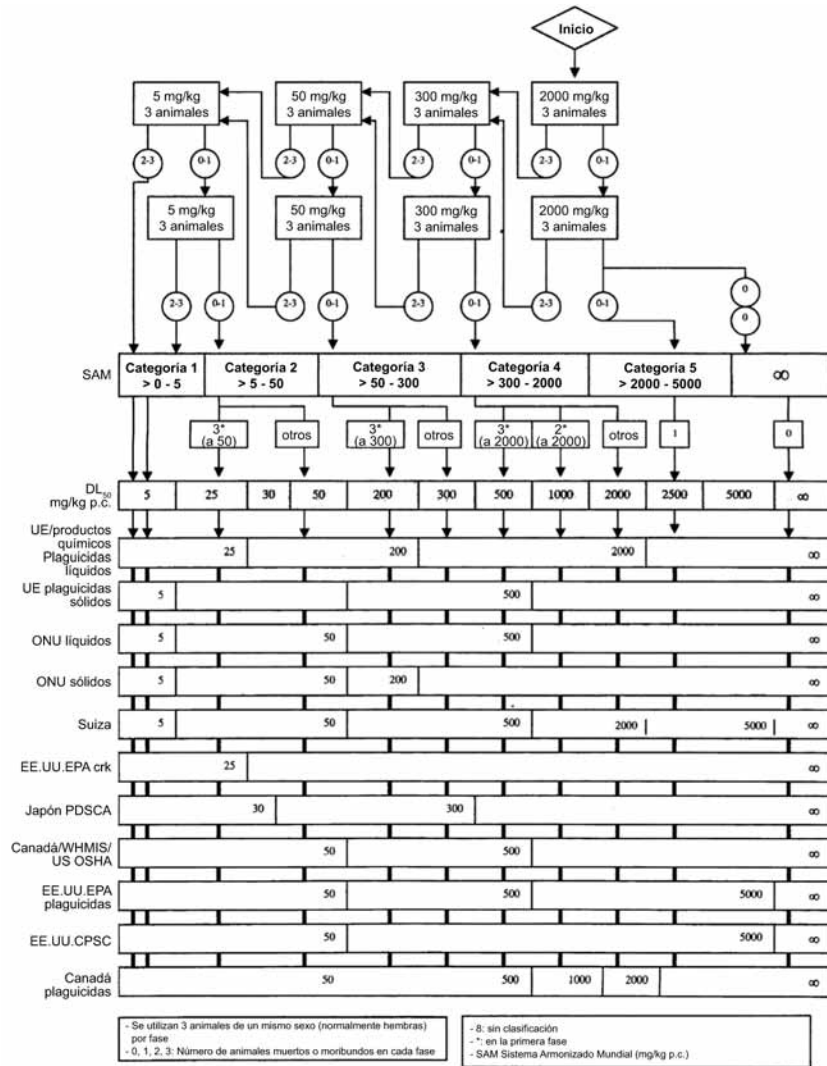 Inicio
5 mg/kg
3 animales
50 mg/kg
3 animales
300 mg/kg
3 animales
2000 mg/kg
3 animales
2-3
0-1
2-3
0-1
2-3
0-1
2-3
0-1
5 mg/kg
3 animales
50 mg/kg
3 animales
300 mg/kg
3 animales
2000 mg/kg
3 animales
0
2-3
0-1
2-3
0-1
2-3
0-1
2-3
0-1
0
SAM
Categoría 1
> 0 - 5
Categoría 2
> 5 - 50
Categoría 3
> 50 - 300
Categoría 4
> 300 - 2000
Categoría 5
> 2000 - 5000
∞
3*
(a 50)
otros
3*
(a 300)
otros
3*
(a 2000)
2*
(a 2000)
otros
1
0
DL50
mg/kg p.c.
5 25 30 50 200 300 500 1000 2000 2500 5000 ∞
UE/productos
químicos
Plaguicidas
líquidos
25 200 2000 ∞
UE plaguicidas
sólidos
5 500 ∞
ONU líquidos
5 50 500 ∞
ONU sólidos
5 50 200 ∞
Suiza
5 50 500 2000 5000 ∞
EE.UU.EPA crk
25 ∞
Japón PDSCA
30 300 ∞
Canadá/WHMIS/
US OSHA
50 500 ∞
EE.UU.EPA
plaguicidas
50 500 5000 ∞
EE.UU.CPSC
50 5000 ∞
Canadá
plaguicidas
50 500 1000 2000 ∞
- Se utilizan 3 animales de un mismo sexo (normalmente hembras)
por fase
- 0, 1, 2, 3: Número de animales muertos o moribundos en cada fase
- 8: sin clasificación
- *: en la primera fase
- SAM Sistema Armonizado Mundial (mg/kg p.c.)